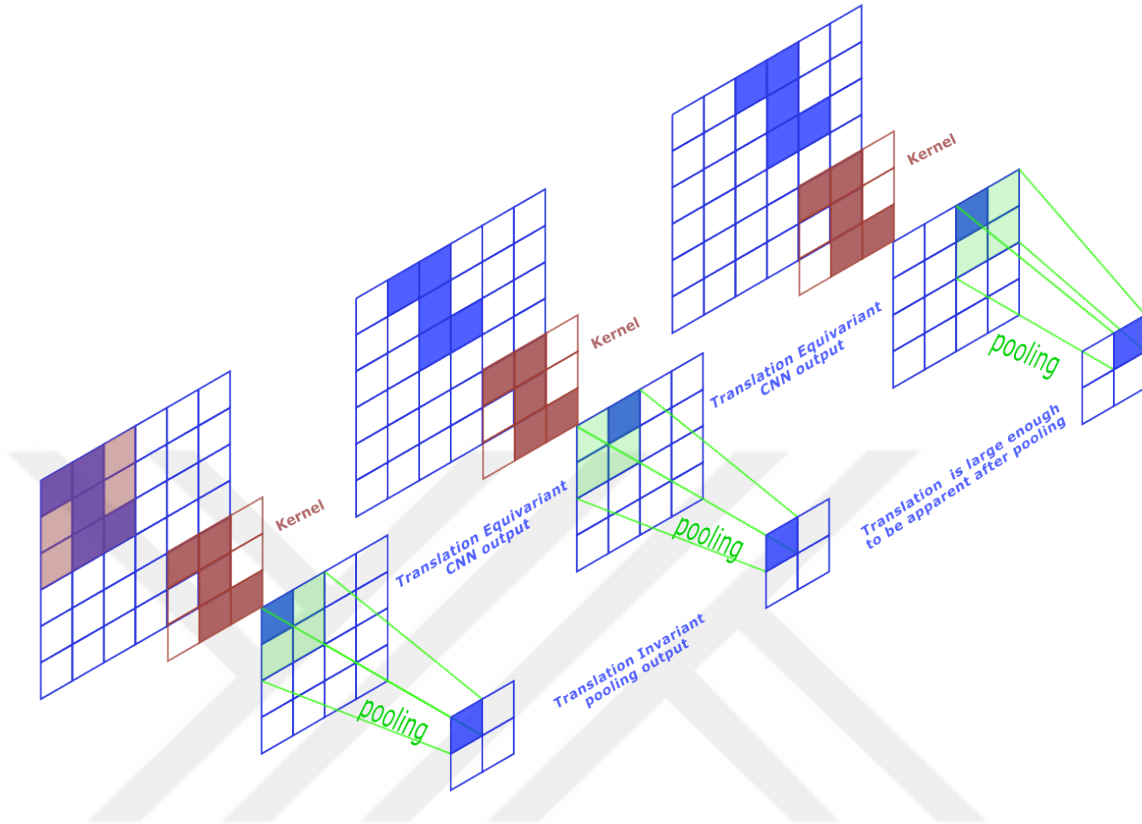 Kernel
Translation Equivariant
CNN output
pooling
Translation is large enough
to be apparent after pooling
Kernel
Translation Equivariant
CNN output
pooling
Translation Invariant
pooling output
Kernel
pooling